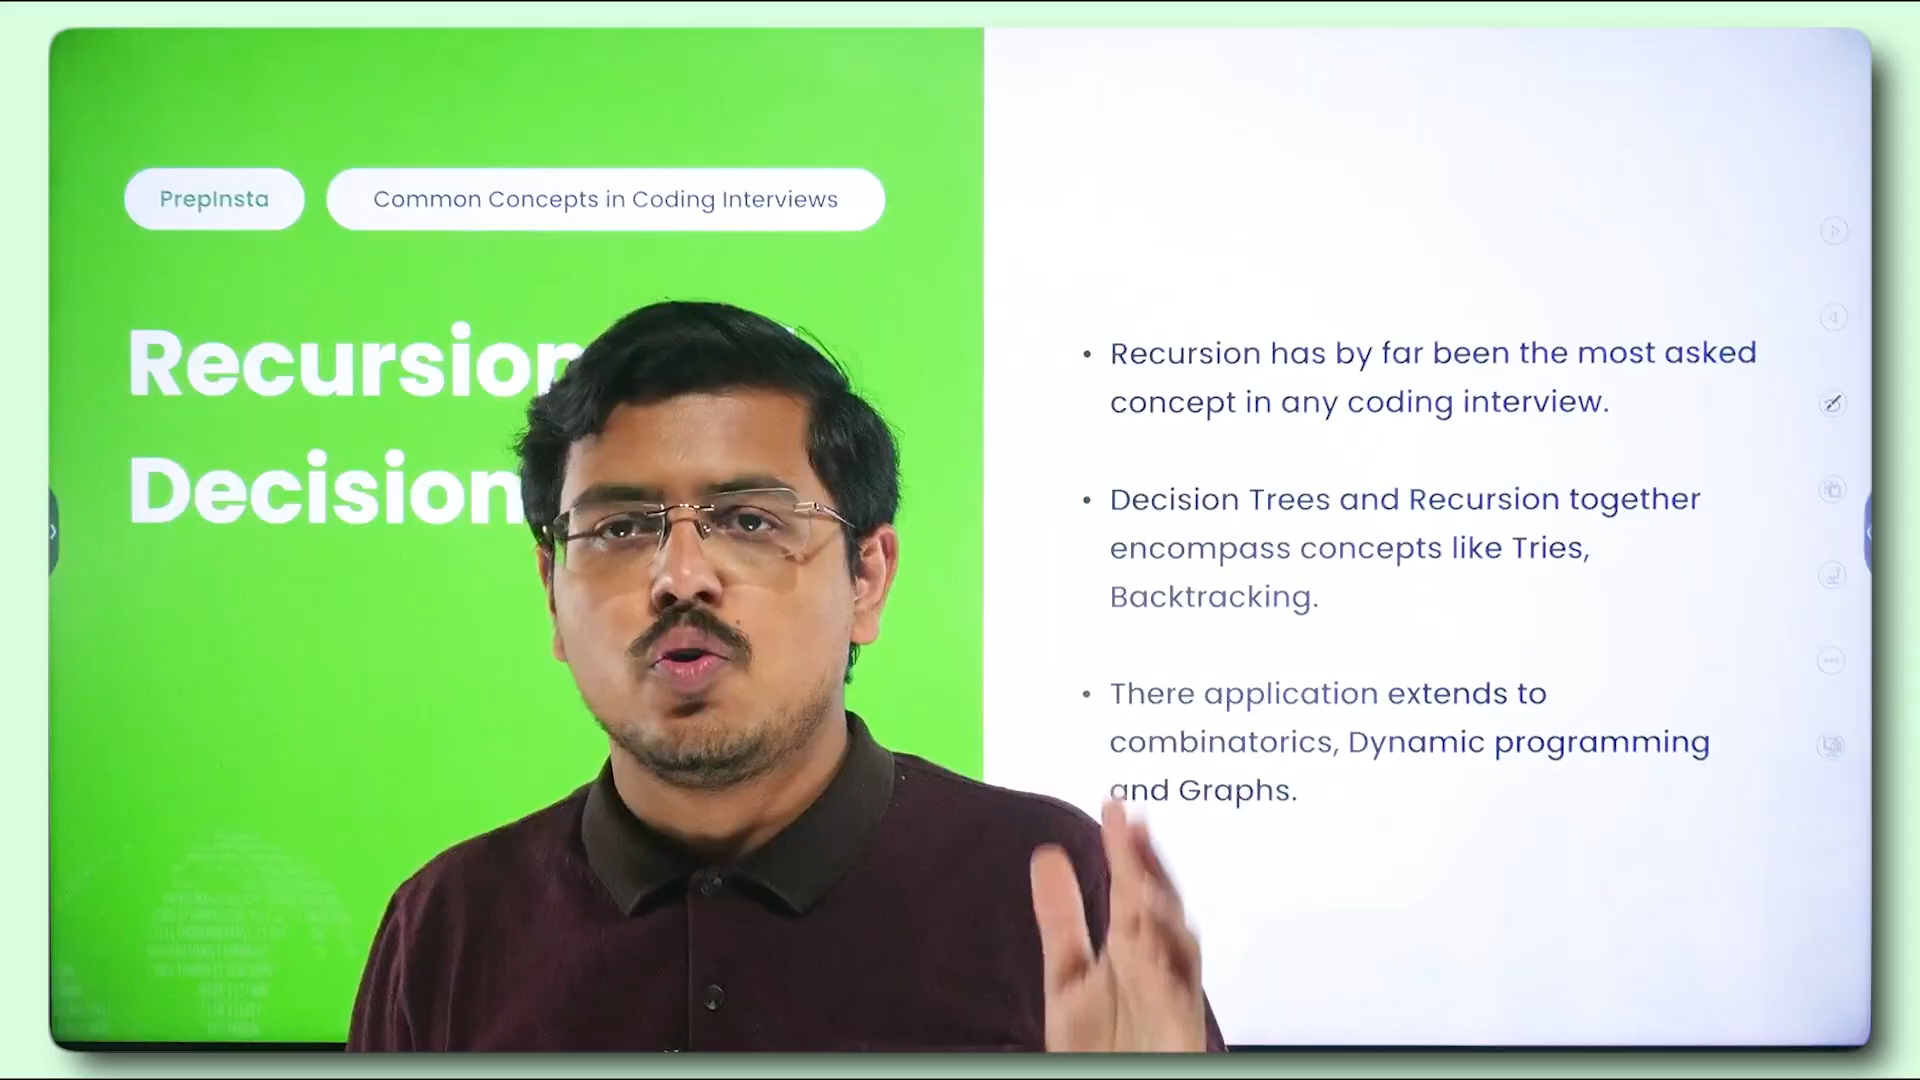 PrepInsta
Common Concepts in Coding Interviews
Recursion
Decision
• Recursion has by far been the most asked
concept in any coding interview.
• Decision Trees and Recursion together
encompass concepts like Tries,
Backtracking.
• There application extends to
combinatorics, Dynamic programming
and Graphs.